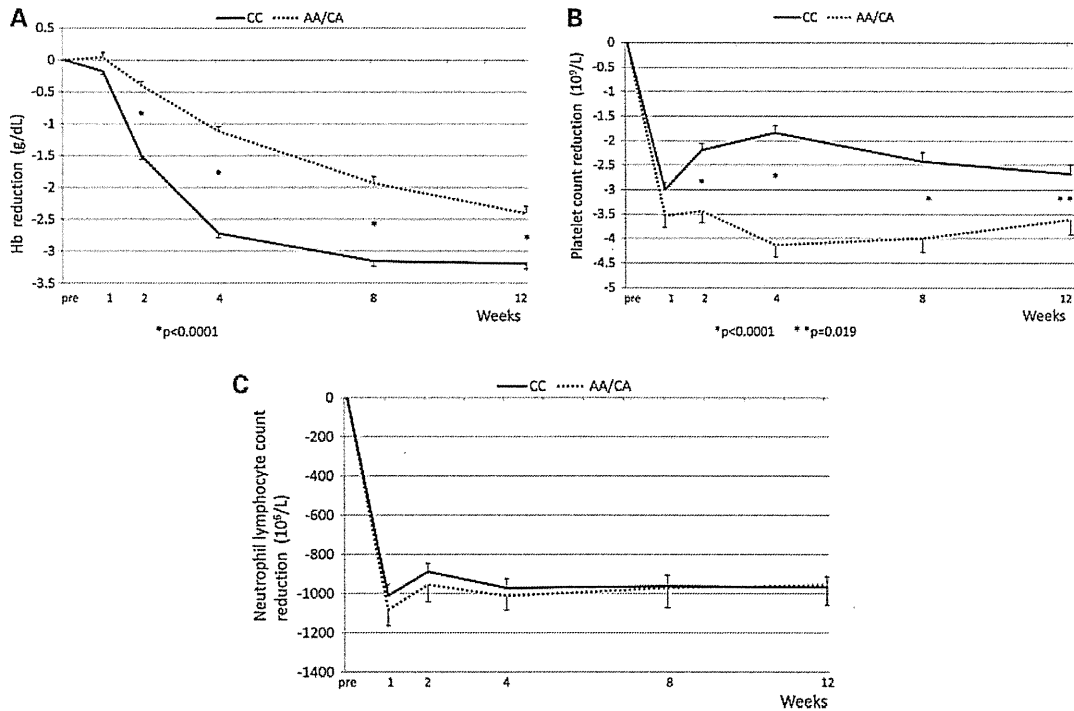 A
CC AA/CA
0.5
0
-0.5
-1
-1.5
-2
-2.5
-3
-3.5
Hb reduction (g/dL)
*
*
*
*
pre 1 2 4 8 12
Weeks
*p<0.0001
B
CC AA/CA
0
-0.5
-1
-1.5
-2
-2.5
-3
-3.5
-4
-4.5
-5
Platelet count reduction (10⁹/L)
*
*
*
**
pre 1 2 4 8 12
Weeks
*p<0.0001 **p=0.019
C
CC AA/CA
0
-200
-400
-600
-800
-1000
-1200
-1400
Neutrophil lymphocyte count
reduction (10⁶/L)
pre 1 2 4 8 12
Weeks